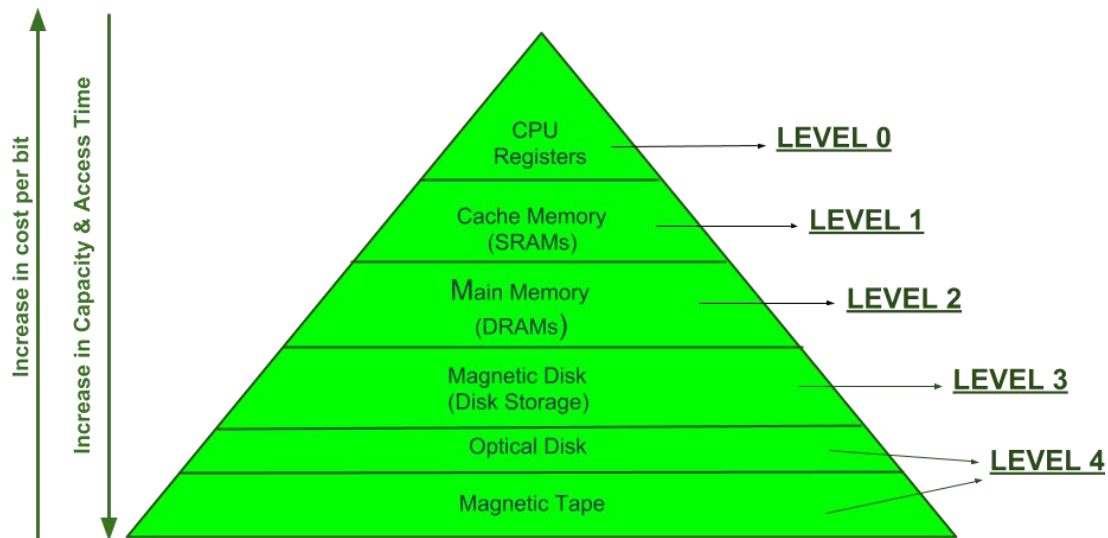 Increase in cost per bit
Increase in Capacity & Access Time
CPU
Registers
LEVEL 0
Cache Memory
(SRAMs)
LEVEL 1
Main Memory
(DRAMs)
LEVEL 2
Magnetic Disk
(Disk Storage)
LEVEL 3
Optical Disk
LEVEL 4
Magnetic Tape